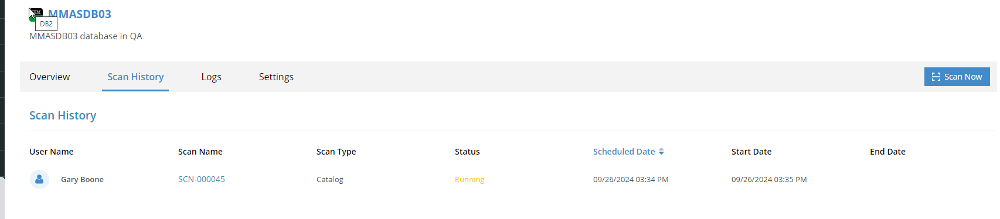 MMASDB03
DB2
MMASDB03 database in QA
Overview Scan History Logs Settings Scan Now
Scan History
User Name Scan Name Scan Type Status Scheduled Date Start Date End Date
Gary Boone SCN-000045 Catalog Running 09/26/2024 03:34 PM 09/26/2024 03:35 PM